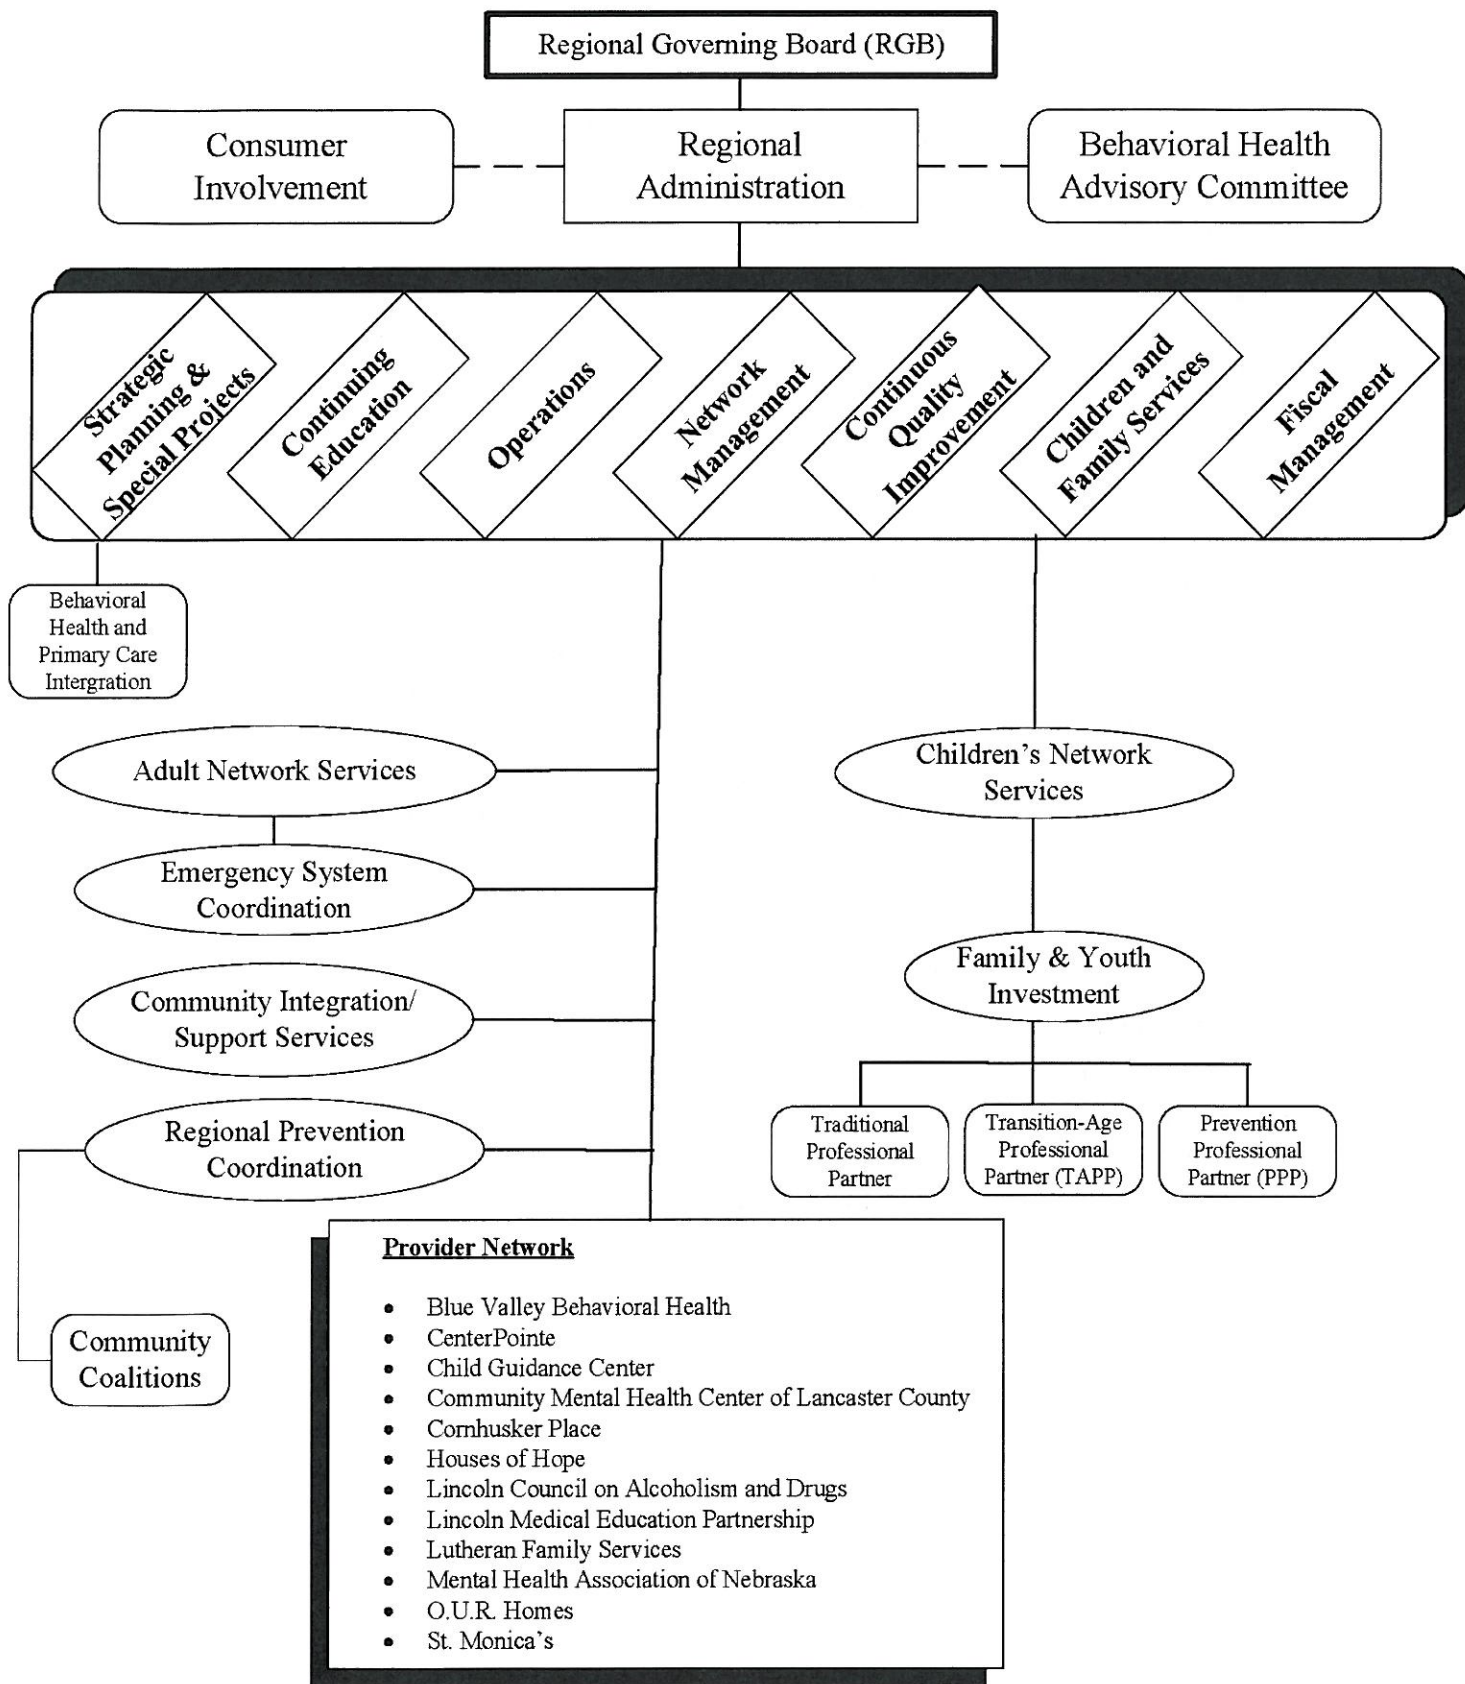 Regional Governing Board (RGB)
Consumer
Involvement
Regional
Administration
Behavioral Health
Advisory Committee
Strategic
Planning &
Special Projects
Continuing
Education
Operations
Network
Management
Continuous
Quality
Improvement
Children and
Family Services
Fiscal
Management
Behavioral
Health and
Primary Care
Intergration
Adult Network Services
Children's Network
Services
Emergency System
Coordination
Family & Youth
Investment
Community Integration/
Support Services
Regional Prevention
Coordination
Traditional
Professional
Partner
Transition-Age
Professional
Partner (TAPP)
Prevention
Professional
Partner (PPP)
Community
Coalitions
Provider Network
• Blue Valley Behavioral Health
• CenterPointe
• Child Guidance Center
• Community Mental Health Center of Lancaster County
• Cornhusker Place
• Houses of Hope
• Lincoln Council on Alcoholism and Drugs
• Lincoln Medical Education Partnership
• Lutheran Family Services
• Mental Health Association of Nebraska
• O.U.R. Homes
• St. Monica's